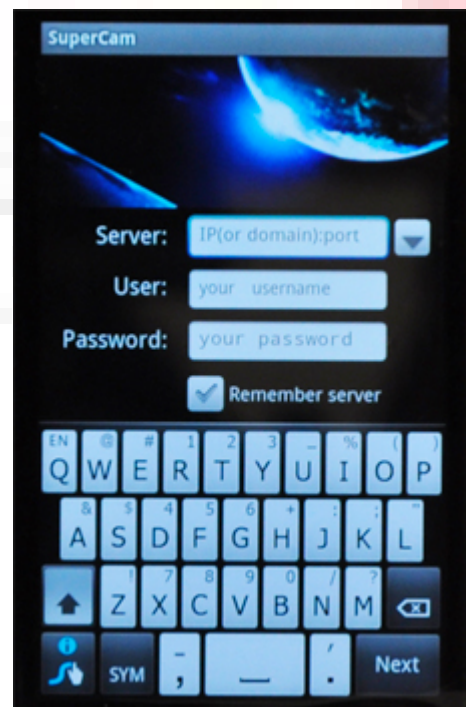 SuperCam
Server: IP(or domain):port
User: your username
Password: your password
Remember server
EN @ # 1 2 3 _ % ( )
Q W E R T Y U I O P
& $ 4 5 6 + : ; "
A S D F G H J K L
! 7 8 9 0 / ?
Z X C V B N M
SYM - , ' . Next